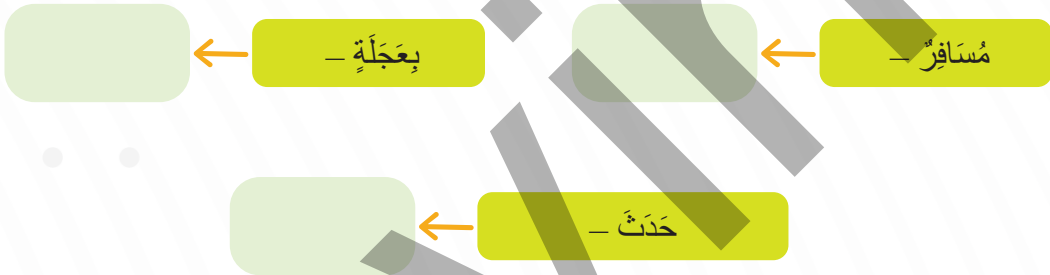 مُسَافِرٌ –
بِعَجَلَةٍ –
حَدَثَ –